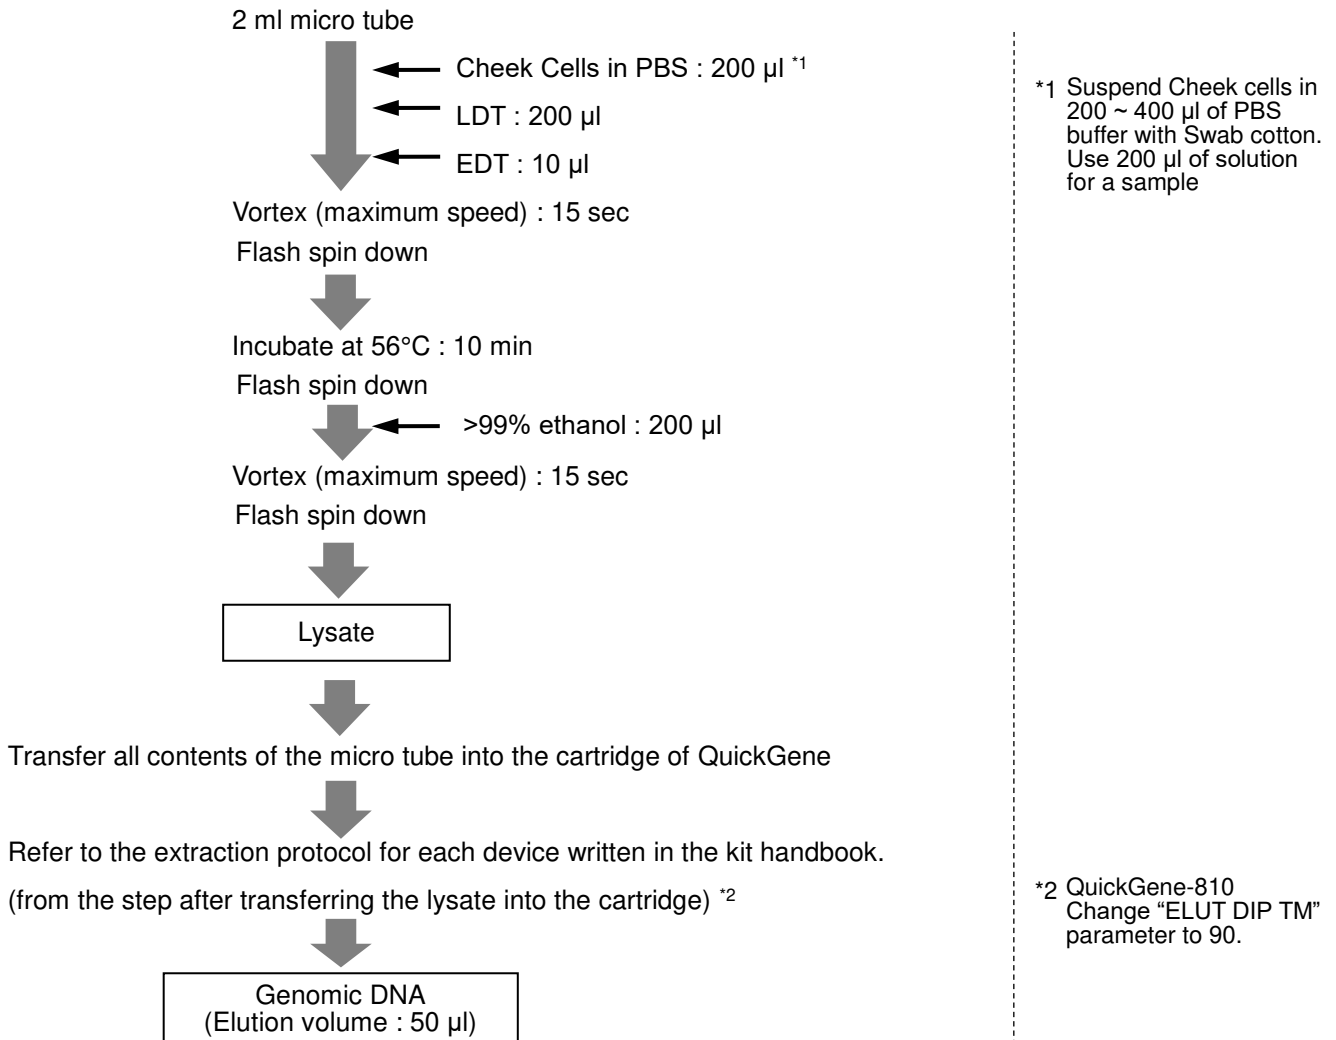 2 ml micro tube
Cheek Cells in PBS : 200 µl *1
LDT : 200 µl
EDT : 10 µl
Vortex (maximum speed) : 15 sec
Flash spin down
Incubate at 56°C : 10 min
Flash spin down
>99% ethanol : 200 µl
Vortex (maximum speed) : 15 sec
Flash spin down
Lysate
Transfer all contents of the micro tube into the cartridge of QuickGene
Refer to the extraction protocol for each device written in the kit handbook.
(from the step after transferring the lysate into the cartridge) *2
Genomic DNA
(Elution volume : 50 µl)
*1 Suspend Cheek cells in
200 ~ 400 µl of PBS
buffer with Swab cotton.
Use 200 µl of solution
for a sample
*2 QuickGene-810
Change “ELUT DIP TM”
parameter to 90.